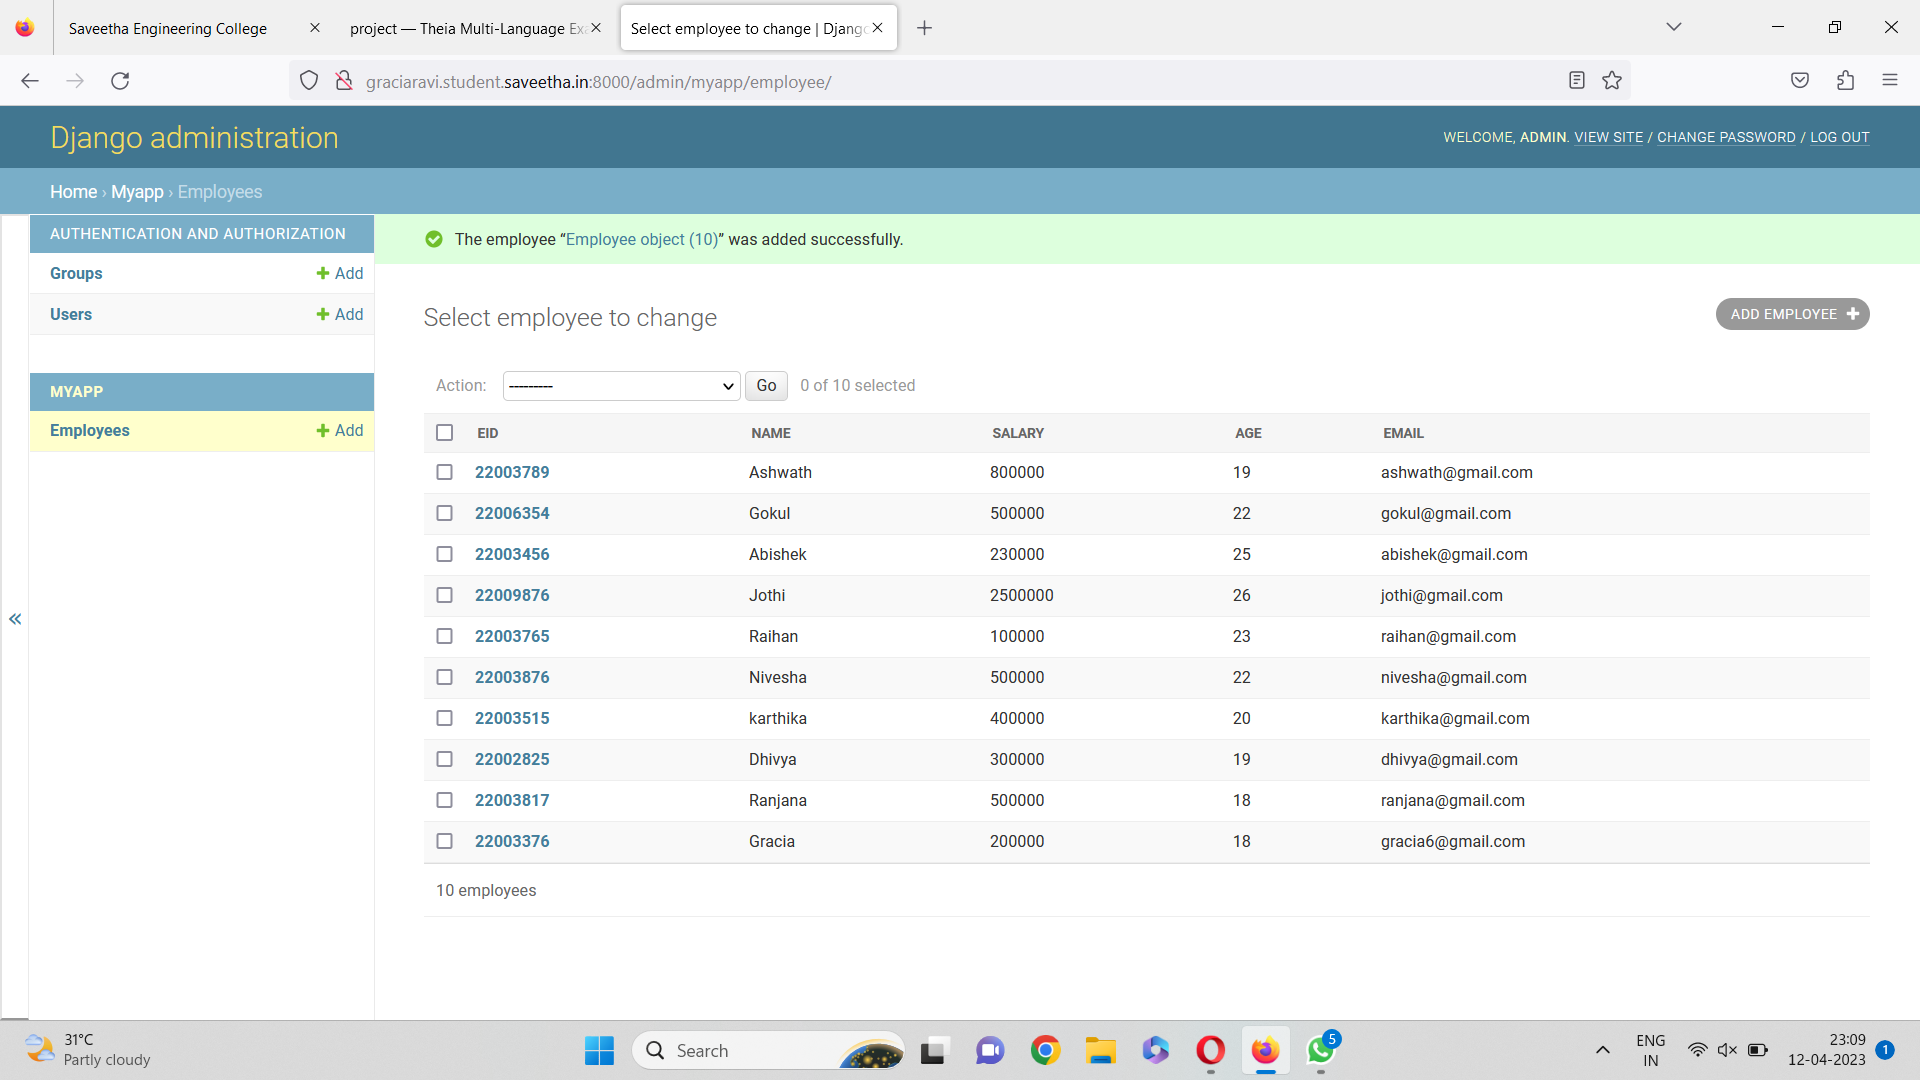 Saveetha Engineering College
project — Theia Multi-Language Exa
Select employee to change | Django
graciaravi.student.saveetha.in:8000/admin/myapp/employee/
Django administration
WELCOME, ADMIN. VIEW SITE / CHANGE PASSWORD / LOG OUT
Home › Myapp › Employees
AUTHENTICATION AND AUTHORIZATION
Groups + Add
Users + Add
MYAPP
Employees + Add
«
The employee “Employee object (10)” was added successfully.
Select employee to change
ADD EMPLOYEE +
Action: --------- Go 0 of 10 selected
EID NAME SALARY AGE EMAIL
22003789 Ashwath 800000 19 ashwath@gmail.com
22006354 Gokul 500000 22 gokul@gmail.com
22003456 Abishek 230000 25 abishek@gmail.com
22009876 Jothi 2500000 26 jothi@gmail.com
22003765 Raihan 100000 23 raihan@gmail.com
22003876 Nivesha 500000 22 nivesha@gmail.com
22003515 karthika 400000 20 karthika@gmail.com
22002825 Dhivya 300000 19 dhivya@gmail.com
22003817 Ranjana 500000 18 ranjana@gmail.com
22003376 Gracia 200000 18 gracia6@gmail.com
10 employees
31°C
Partly cloudy
Search
5
ENG
IN
23:09
12-04-2023
1